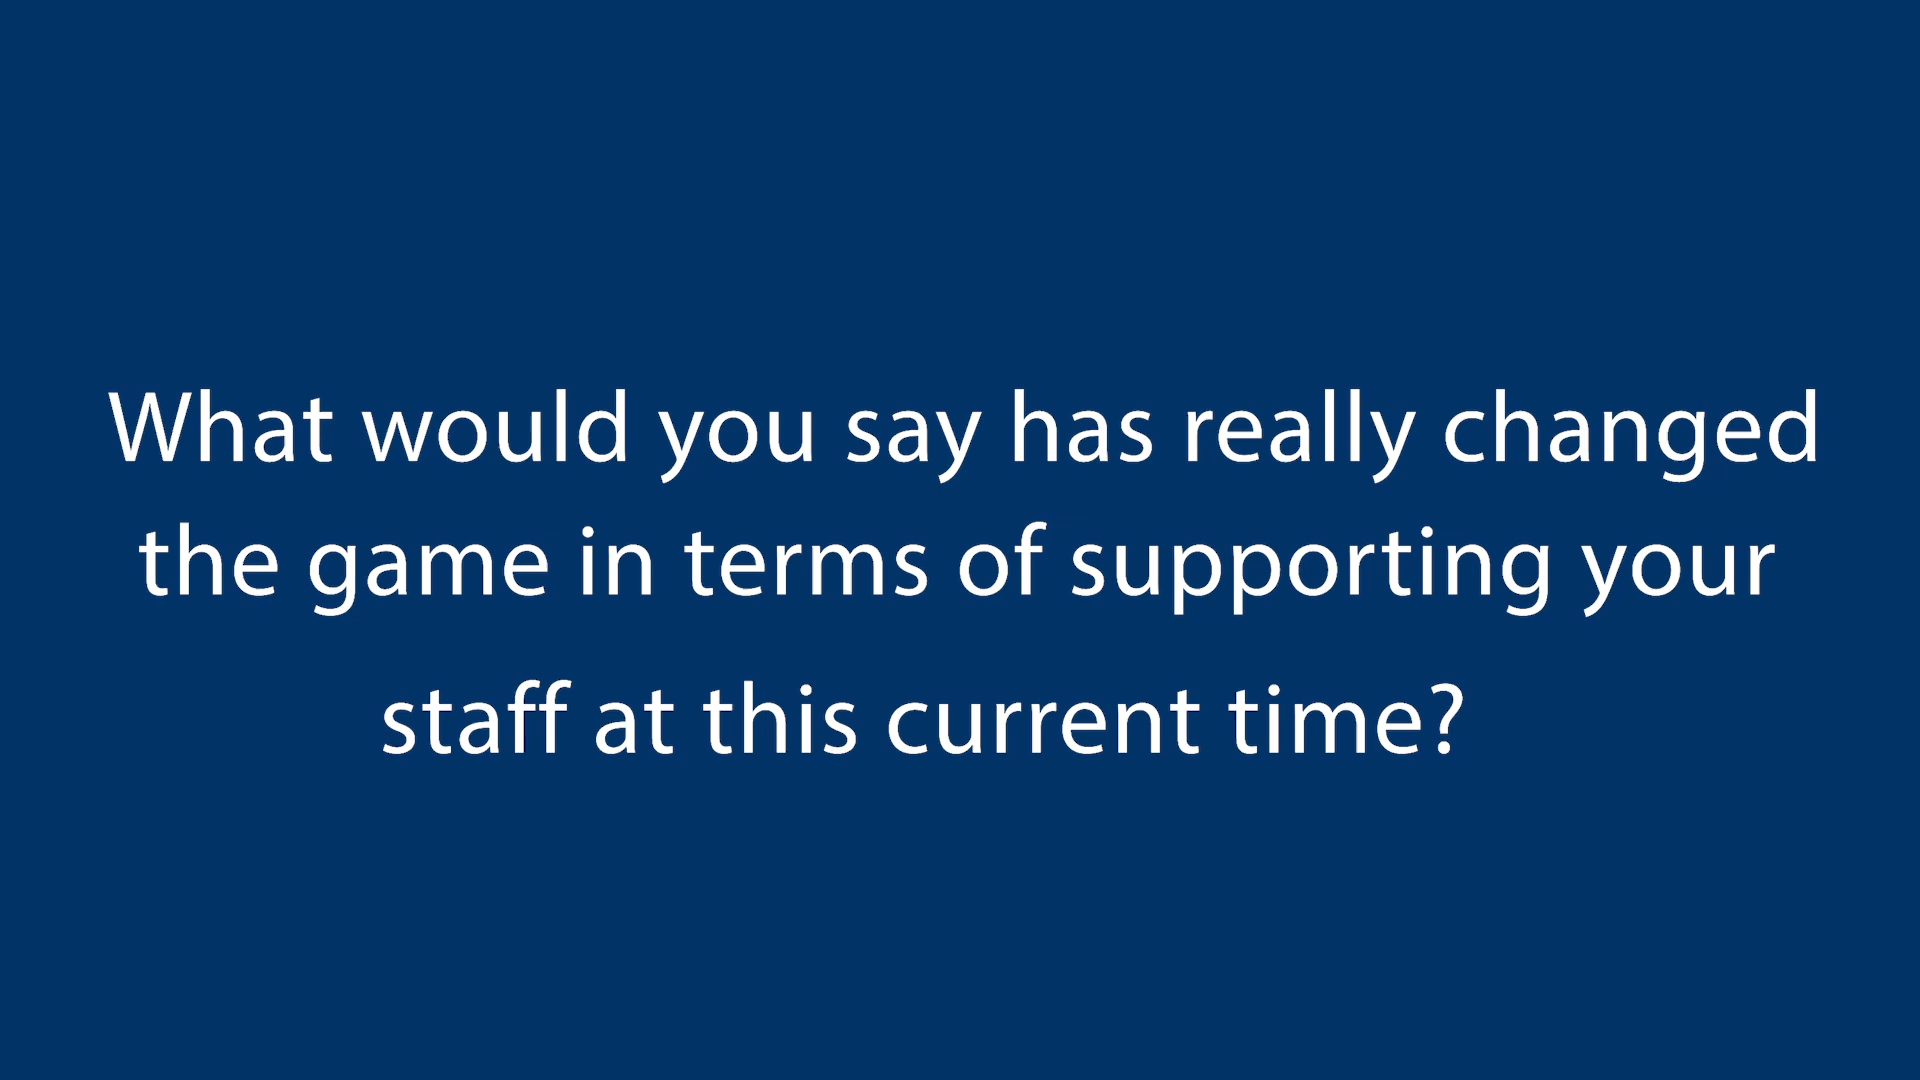 What would you say has really changed
the game in terms of supporting your
staff at this current time?